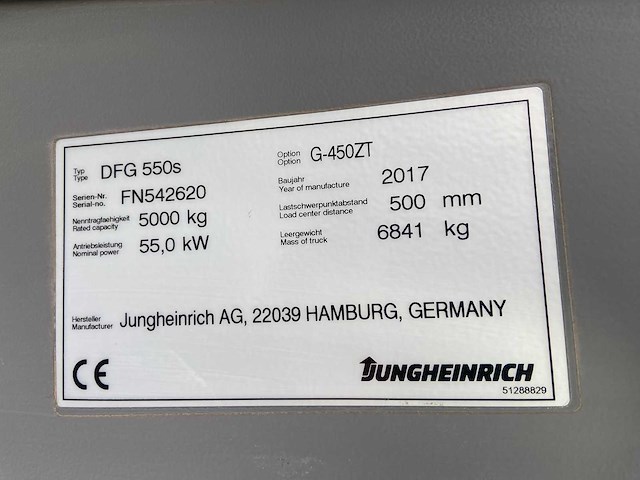 Typ
Type DFG 550s
Option
Option G-450ZT
Serien-Nr.
Serial-no. FN542620
Baujahr
Year of manufacture 2017
Nenntragfaehigkeit
Rated capacity 5000 kg
Lastschwerpunktabstand
Load center distance 500 mm
Antriebsleistung
Nominal power 55,0 kW
Leergewicht
Mass of truck 6841 kg
Hersteller
Manufacturer Jungheinrich AG, 22039 HAMBURG, GERMANY
CE
JUNGHEINRICH
51288829